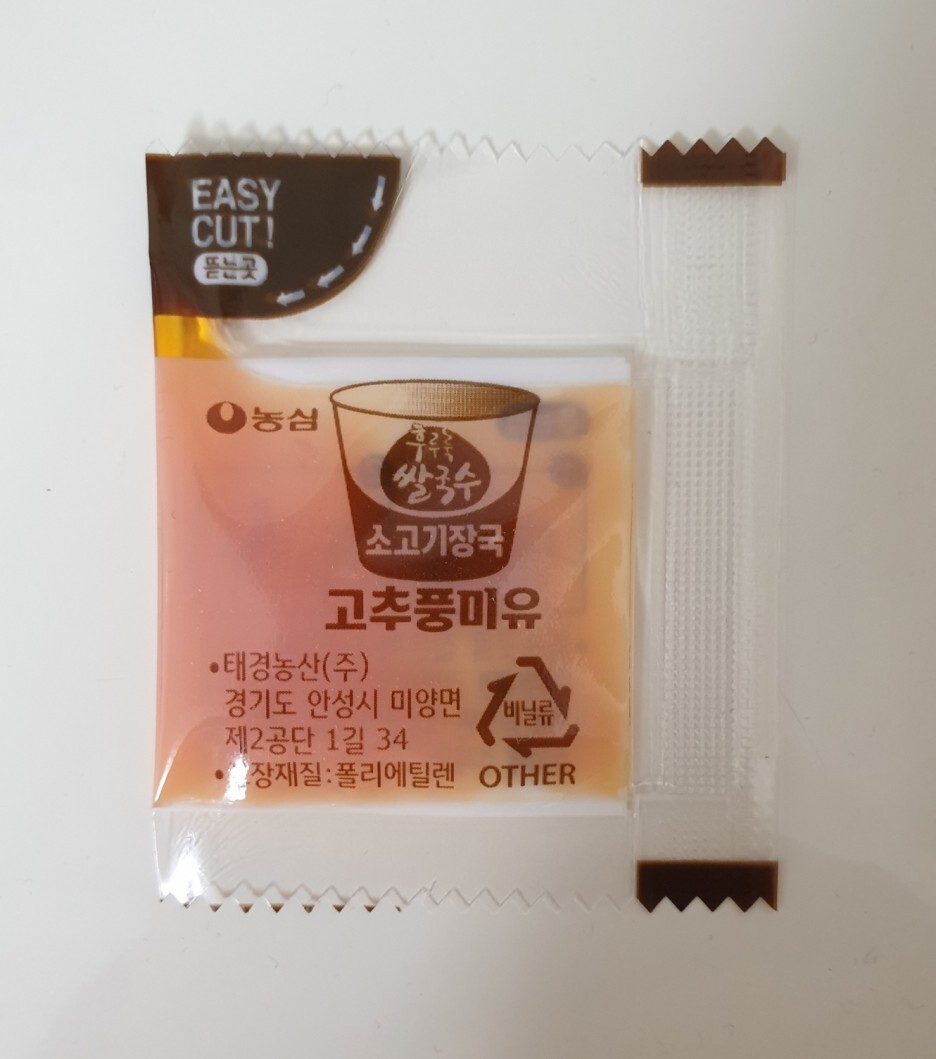 EASY
CUT!
뜯는곳
농심
후루룩
쌀국수
소고기장국
고추풍미유
•태경농산(주)
경기도 안성시 미양면
제2공단 1길 34
• 장재질:폴리에틸렌
비닐류
OTHER